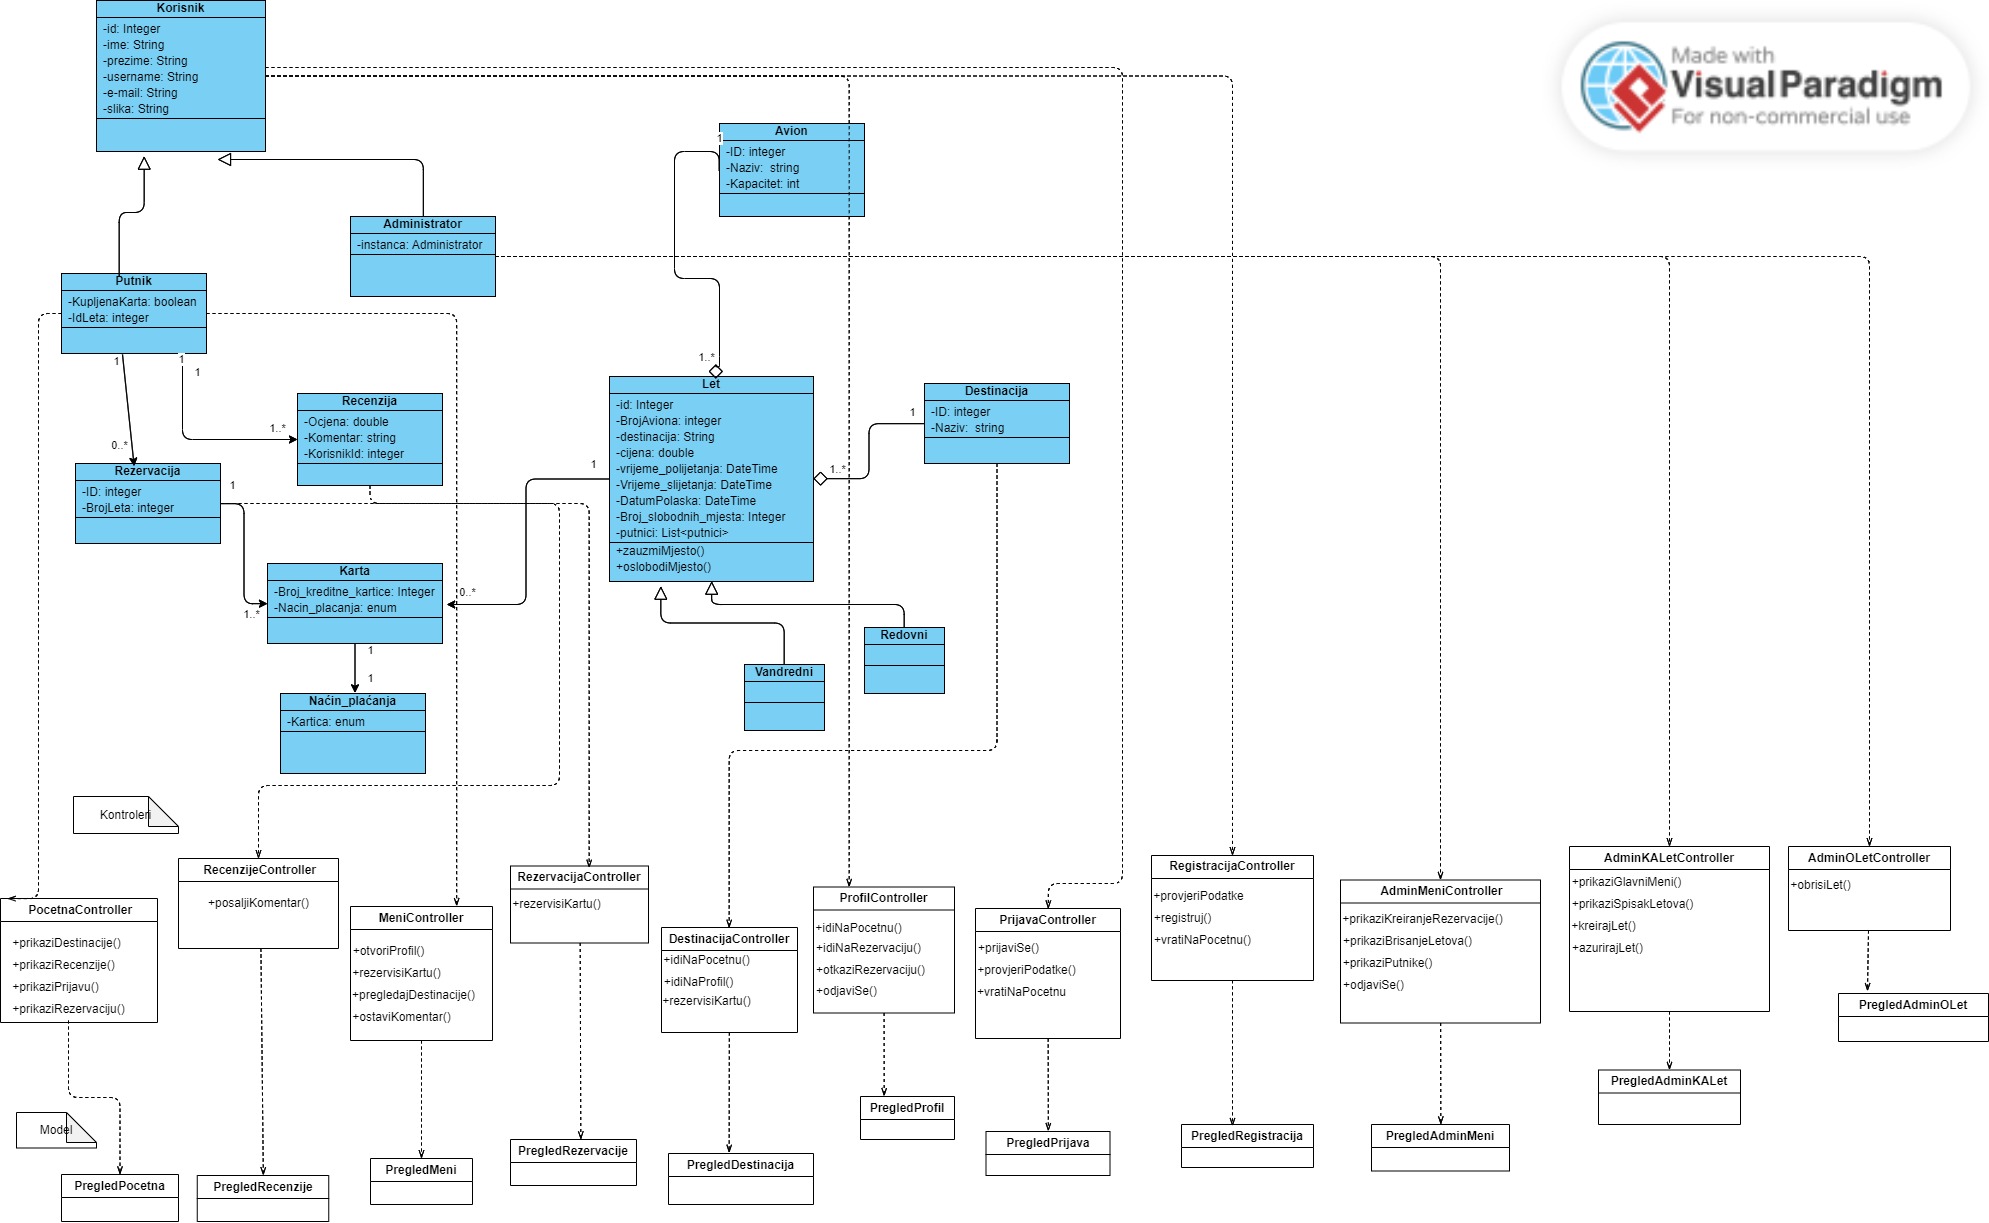 Korisnik
-id: Integer
-ime: String
-prezime: String
-username: String
-e-mail: String
-slika: String
Made with
Visual Paradigm
For non-commercial use
Avion
1
-ID: integer
-Naziv:  string
-Kapacitet: int
Administrator
-instanca: Administrator
Putnik
-KupljenaKarta: boolean
-IdLeta: integer
1
1
1
1..*
0..*
Recenzija
-Ocjena: double
-Komentar: string
-KorisnikId: integer
1..*
Let
-id: Integer
-BrojAviona: integer
-destinacija: String
-cijena: double
-vrijeme_polijetanja: DateTime
-Vrijeme_slijetanja: DateTime
-DatumPolaska: DateTime
-Broj_slobodnih_mjesta: Integer
-putnici: List<putnici>
+zauzmiMjesto()
+oslobodiMjesto()
Destinacija
-ID: integer
-Naziv:  string
1
1..*
1
Rezervacija
-ID: integer
-BrojLeta: integer
1
Karta
-Broj_kreditne_kartice: Integer
-Nacin_placanja: enum
1..*
0..*
1
1
Naćin_plaćanja
-Kartica: enum
Redovni
Vandredni
Kontroleri
PocetnaController
+prikaziDestinacije()
+prikaziRecenzije()
+prikaziPrijavu()
+prikaziRezervaciju()
RecenzijeController
+posaljiKomentar()
MeniController
+otvoriProfil()
+rezervisiKartu()
+pregledajDestinacije()
+ostaviKomentar()
RezervacijaController
+rezervisiKartu()
DestinacijaController
+idiNaPocetnu()
+idiNaProfil()
+rezervisiKartu()
ProfilController
+idiNaPocetnu()
+idiNaRezervaciju()
+otkaziRezervaciju()
+odjaviSe()
PrijavaController
+prijaviSe()
+provjeriPodatke()
+vratiNaPocetnu
RegistracijaController
+provjeriPodatke
+registruj()
+vratiNaPocetnu()
AdminMeniController
+prikaziKreiranjeRezervacije()
+prikaziBrisanjeLetova()
+prikaziPutnike()
+odjaviSe()
AdminKALetController
+prikaziGlavniMeni()
+prikaziSpisakLetova()
+kreirajLet()
+azurirajLet()
AdminOLetController
+obrisiLet()
Model
PregledPocetna
PregledRecenzije
PregledMeni
PregledRezervacije
PregledDestinacija
PregledProfil
PregledPrijava
PregledRegistracija
PregledAdminMeni
PregledAdminKALet
PregledAdminOLet